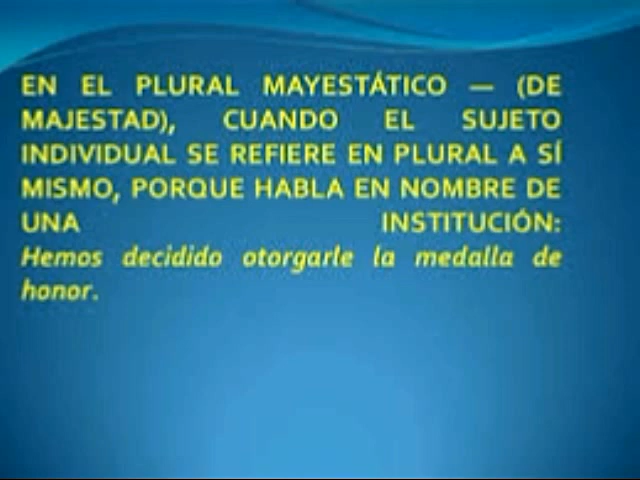 EN EL PLURAL MAYESTÁTICO — (DE
MAJESTAD), CUANDO EL SUJETO
INDIVIDUAL SE REFIERE EN PLURAL A SÍ
MISMO, PORQUE HABLA EN NOMBRE DE
UNA INSTITUCIÓN:
Hemos decidido otorgarle la medalla de
honor.